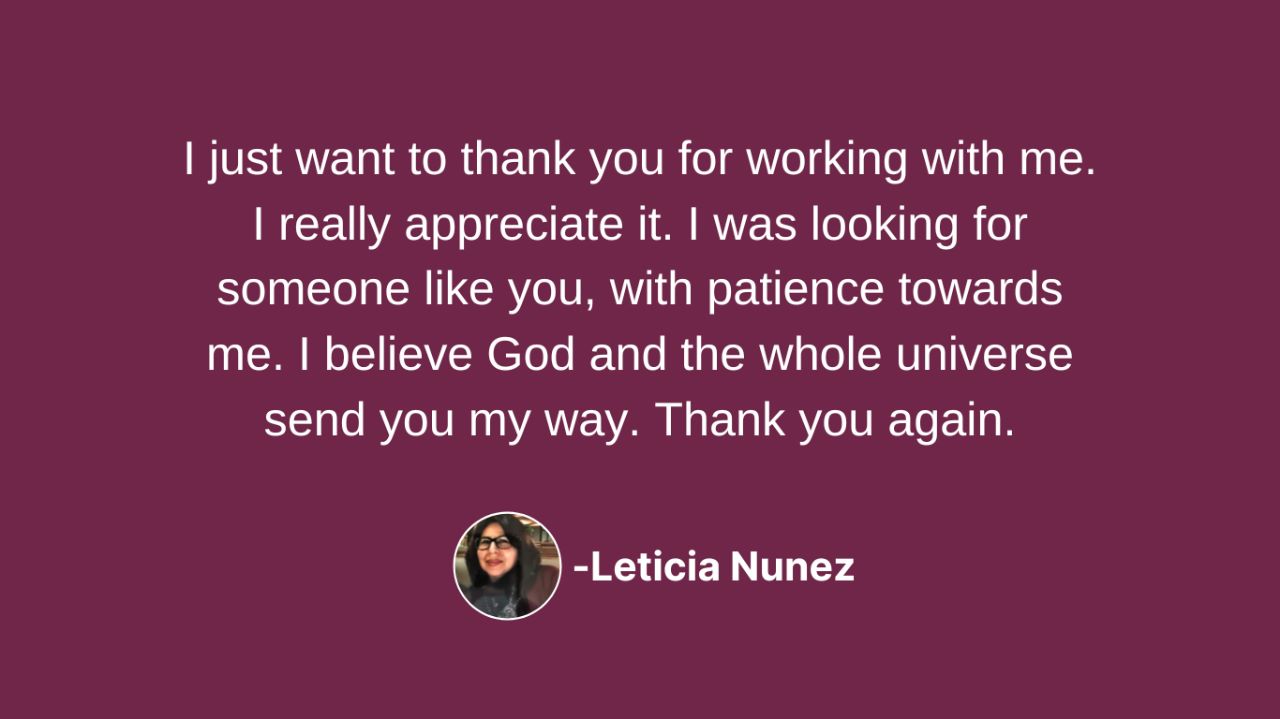 I just want to thank you for working with me.
I really appreciate it. I was looking for
someone like you, with patience towards
me. I believe God and the whole universe
send you my way. Thank you again.
-Leticia Nunez